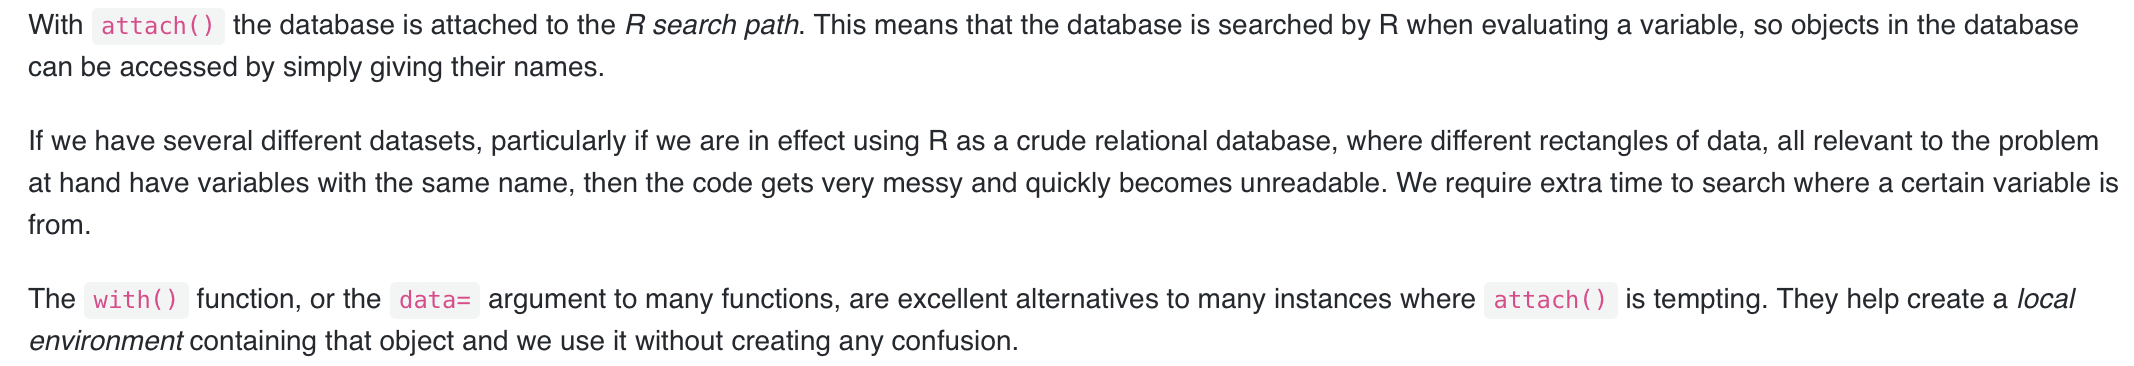 With attach() the database is attached to the R search path. This means that the database is searched by R when evaluating a variable, so objects in the database
can be accessed by simply giving their names.
If we have several different datasets, particularly if we are in effect using R as a crude relational database, where different rectangles of data, all relevant to the problem
at hand have variables with the same name, then the code gets very messy and quickly becomes unreadable. We require extra time to search where a certain variable is
from.
The with() function, or the data= argument to many functions, are excellent alternatives to many instances where attach() is tempting. They help create a local
environment containing that object and we use it without creating any confusion.